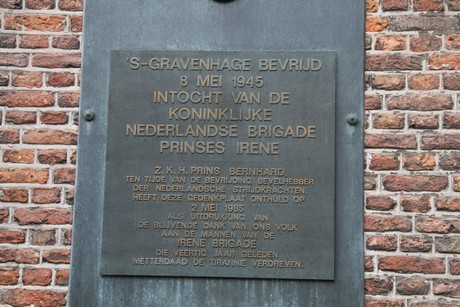 'S-GRAVENHAGE BEVRIJD
8 MEI 1945
INTOCHT VAN DE
KONINKLIJKE
NEDERLANDSE BRIGADE
PRINSES IRENE
Z.K.H. PRINS BERNHARD,
TEN TIJDE VAN DE BEVRIJDING BEVELHEBBER
DER NEDERLANDSCHE STRIJDKRACHTEN,
HEEFT DEZE GEDENKPLAAT ONTHULD OP
2 MEI 1985
ALS UITDRUKKING VAN
DE BLIJVENDE DANK VAN ONS VOLK
AAN DE MANNEN VAN DE
IRENE BRIGADE
DIE VEERTIG JAAR GELEDEN
METTERDAAD DE TIRANNIE VERDREVEN.